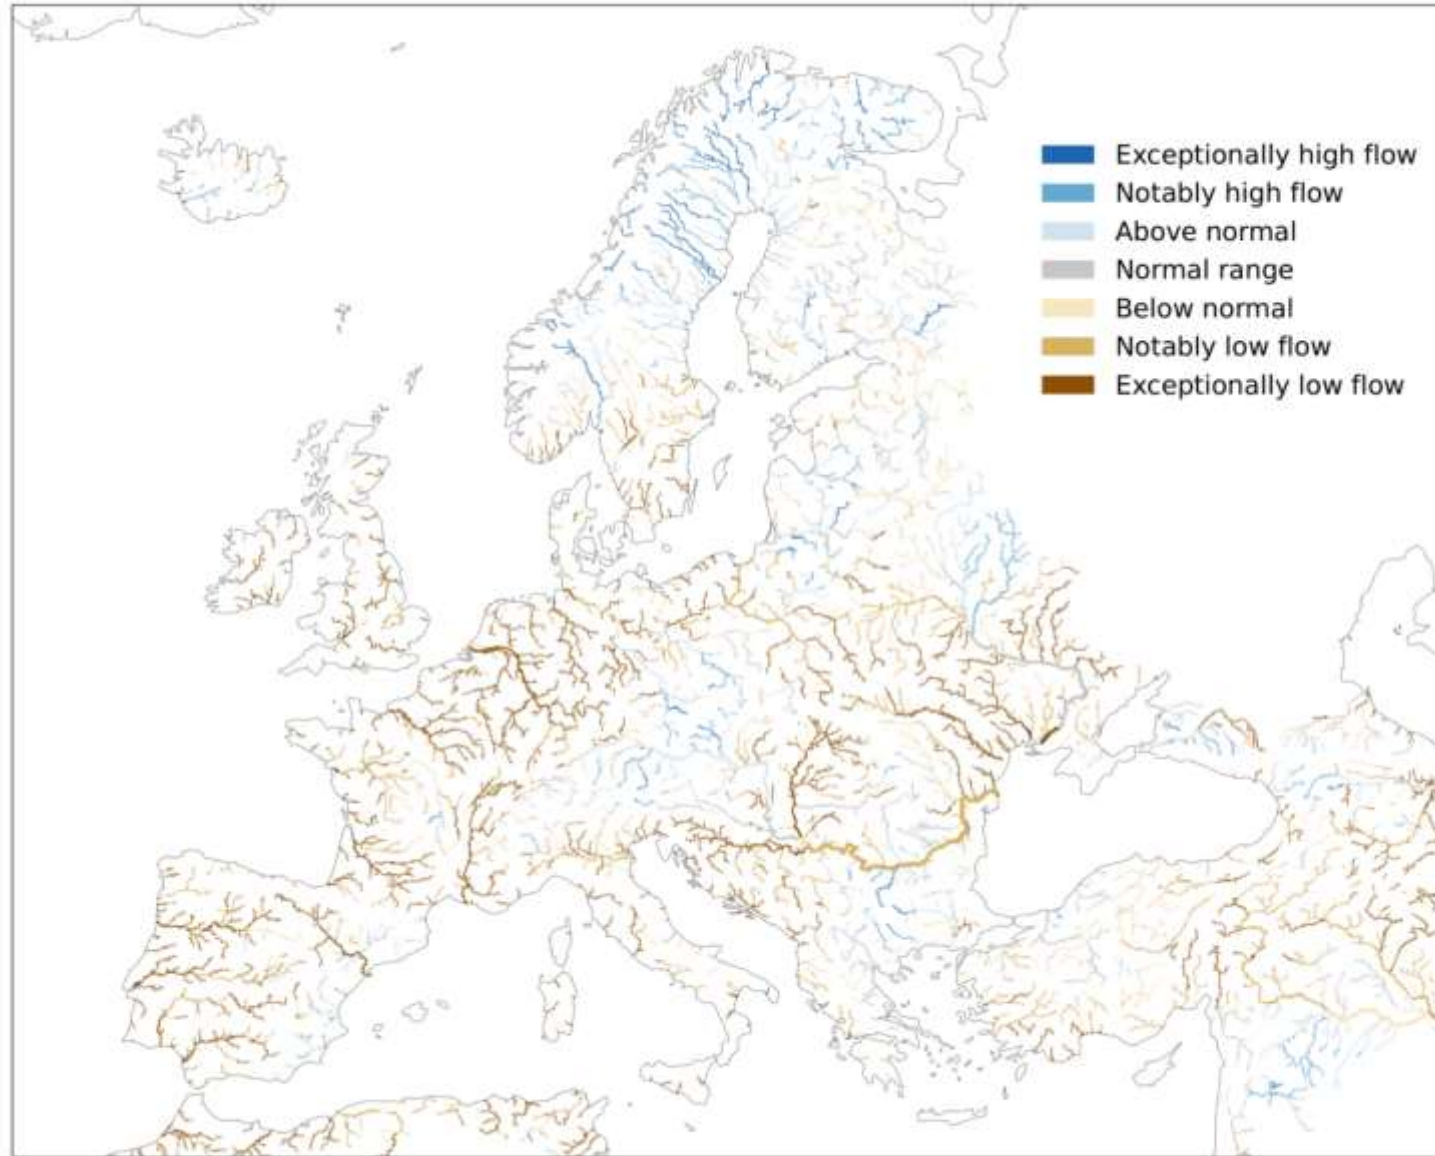 Exceptionally high flow
Notably high flow
Above normal
Normal range
Below normal
Notably low flow
Exceptionally low flow